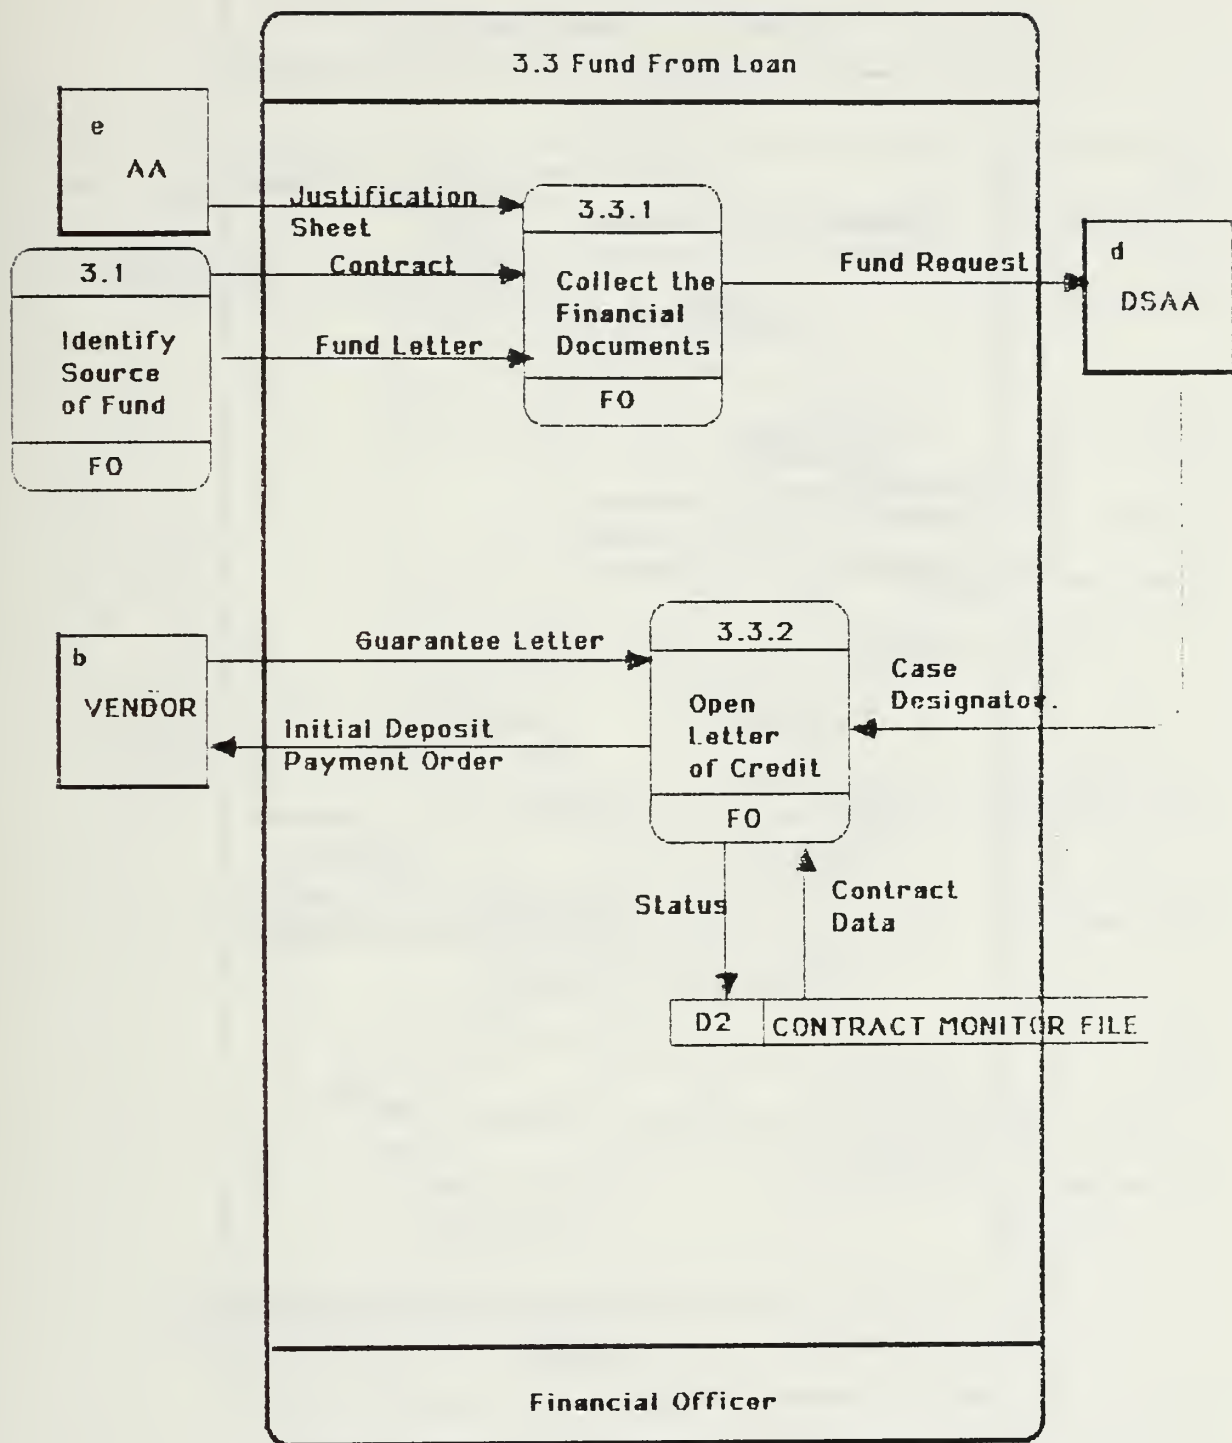 3.3 Fund From Loan
e
AA
Justification
Sheet
3.3.1
Collect the
Financial
Documents
FO
Contract
Fund Letter
3.1
Identify
Source
of Fund
FO
Fund Request
d
DSAA
b
VENDOR
Guarantee Letter
Initial Deposit
Payment Order
3.3.2
Open
Letter
of Credit
FO
Case
Designator.
Status
Contract
Data
D2
CONTRACT MONITOR FILE
Financial Officer